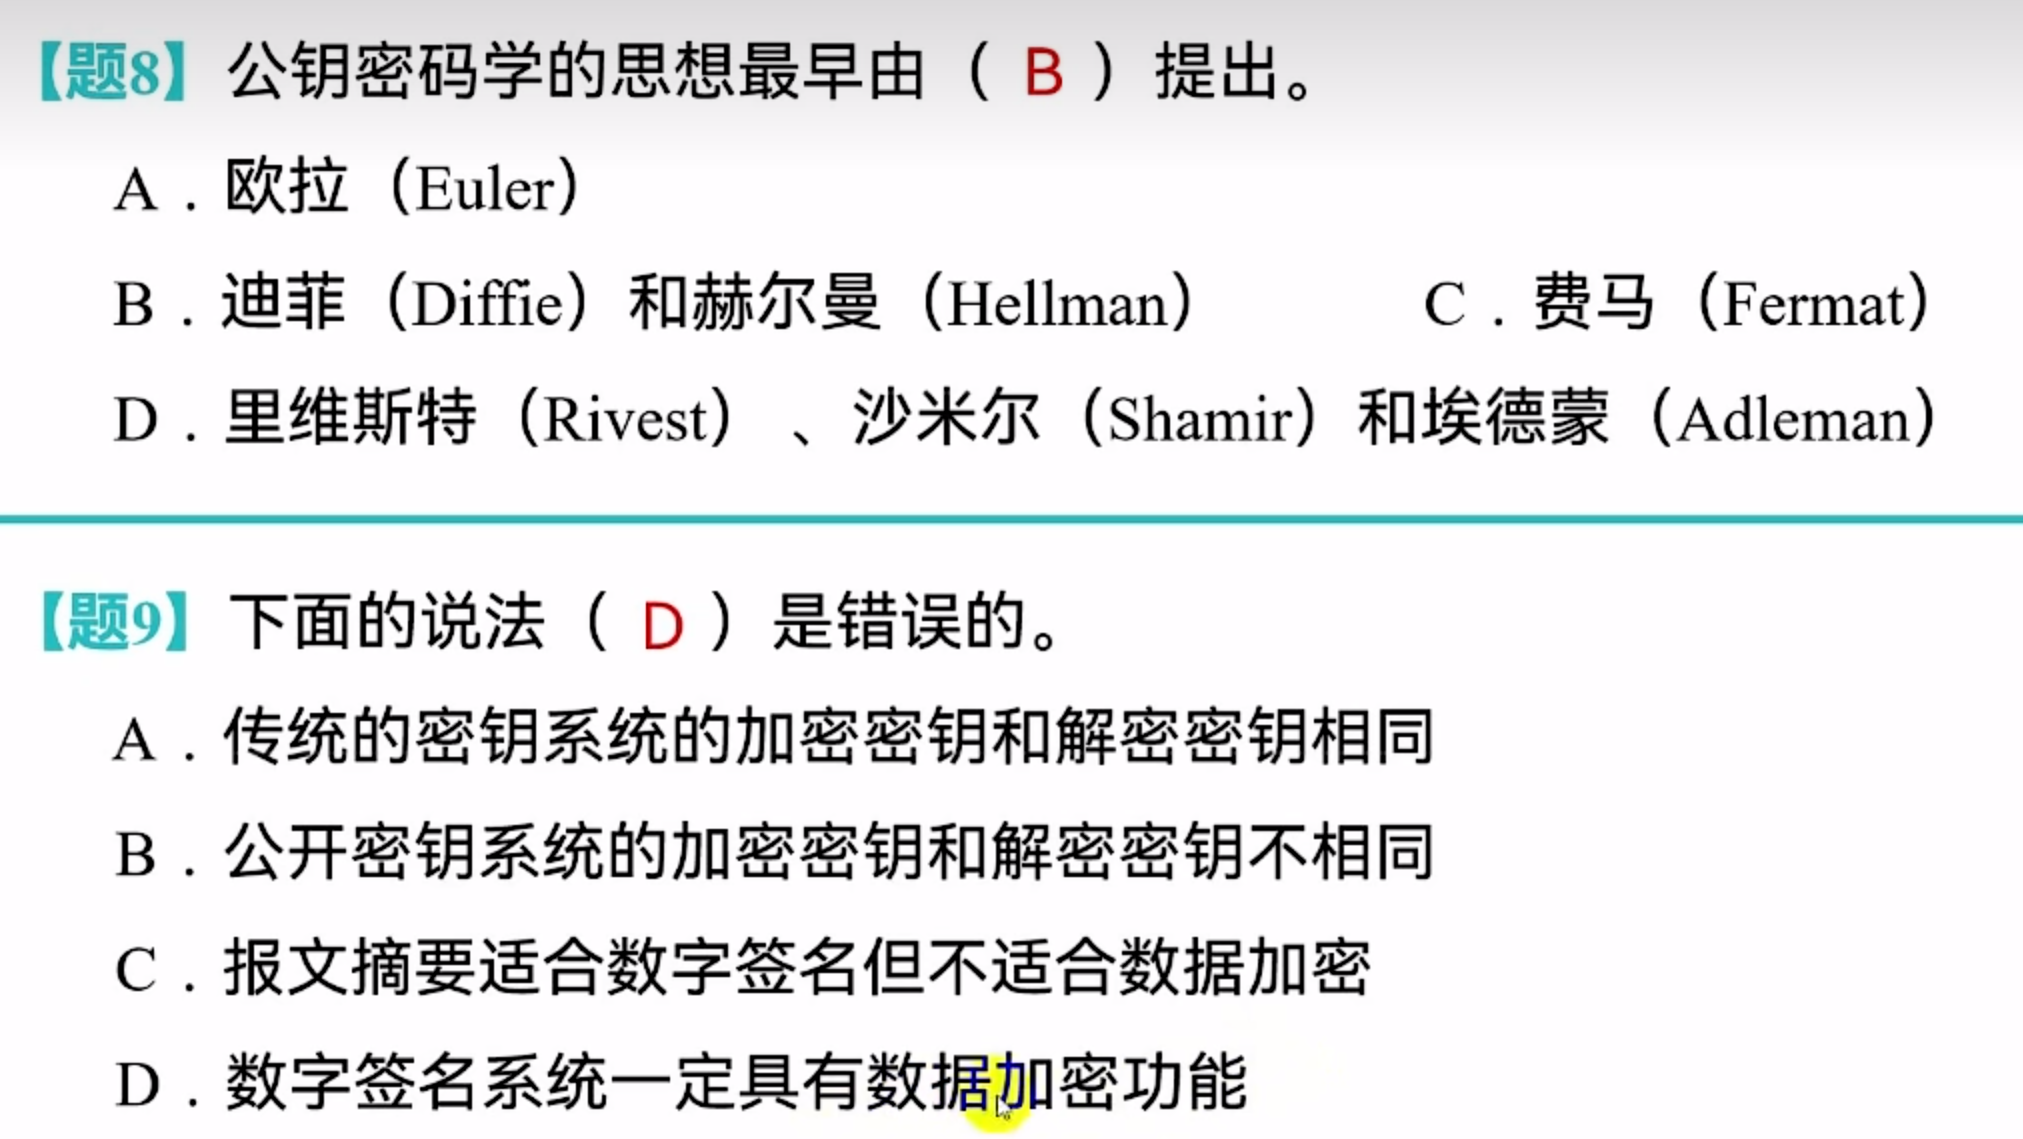 【题8】公钥密码学的思想最早由（ B ）提出。
A．欧拉（Euler）
B．迪菲（Diffie）和赫尔曼（Hellman） C．费马（Fermat）
D．里维斯特（Rivest）、沙米尔（Shamir）和埃德蒙（Adleman）
【题9】下面的说法（ D ）是错误的。
A．传统的密钥系统的加密密钥和解密密钥相同
B．公开密钥系统的加密密钥和解密密钥不相同
C．报文摘要适合数字签名但不适合数据加密
D．数字签名系统一定具有数据加密功能